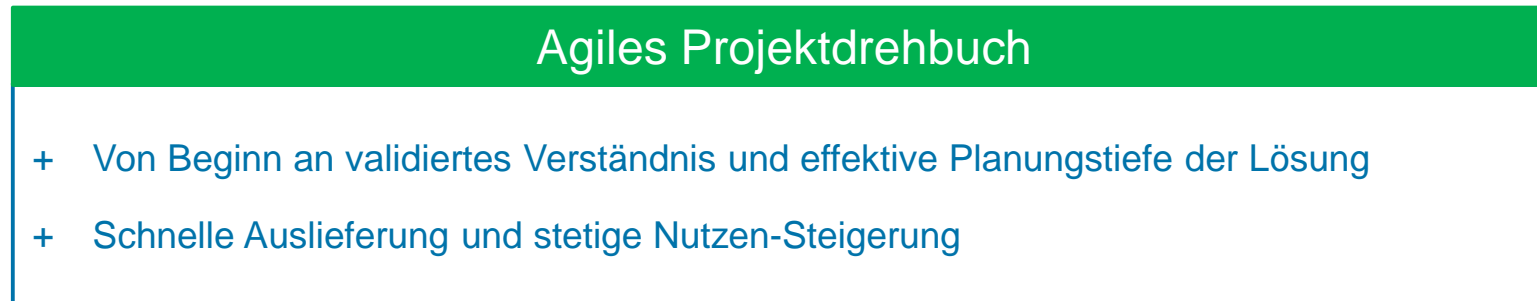 Agiles Projektdrehbuch
+ Von Beginn an validiertes Verständnis und effektive Planungstiefe der Lösung
+ Schnelle Auslieferung und stetige Nutzen-Steigerung